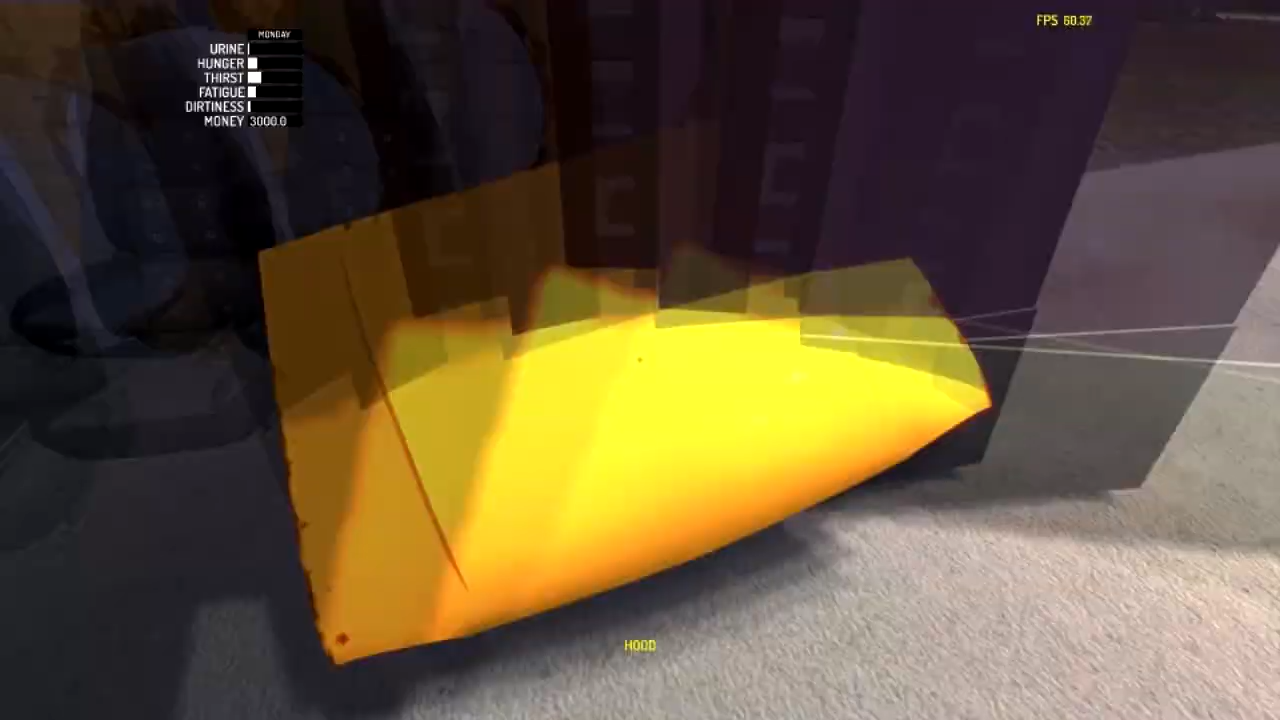 MONDAY
URINE
HUNGER
THIRST
FATIGUE
DIRTINESS
MONEY 3000.0
FPS 60.37
HOOD